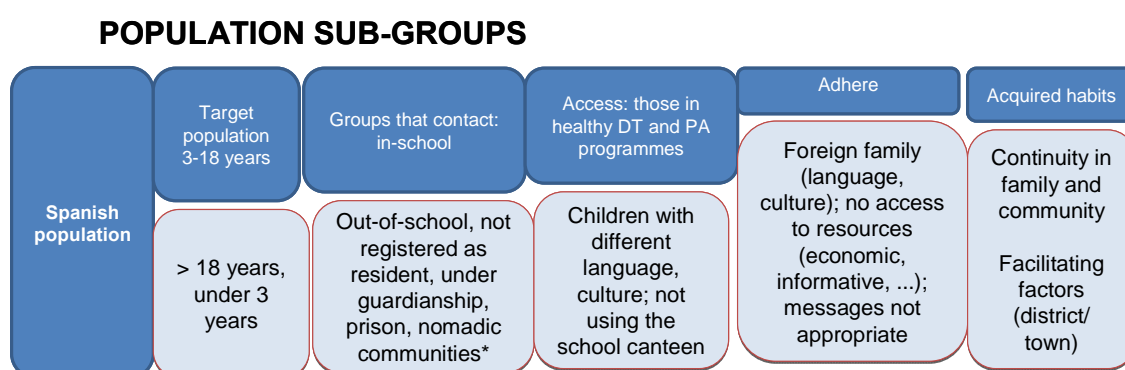 POPULATION SUB-GROUPS
Spanish
population
Target
population
3-18 years
> 18 years,
under 3
years
Groups that contact:
in-school
Out-of-school, not
registered as
resident, under
guardianship,
prison, nomadic
communities*
Access: those in
healthy DT and PA
programmes
Children with
different
language,
culture; not
using the
school canteen
Adhere
Foreign family
(language,
culture); no access
to resources
(economic,
informative, ...);
messages not
appropriate
Acquired habits
Continuity in
family and
community
Facilitating
factors
(district/
town)